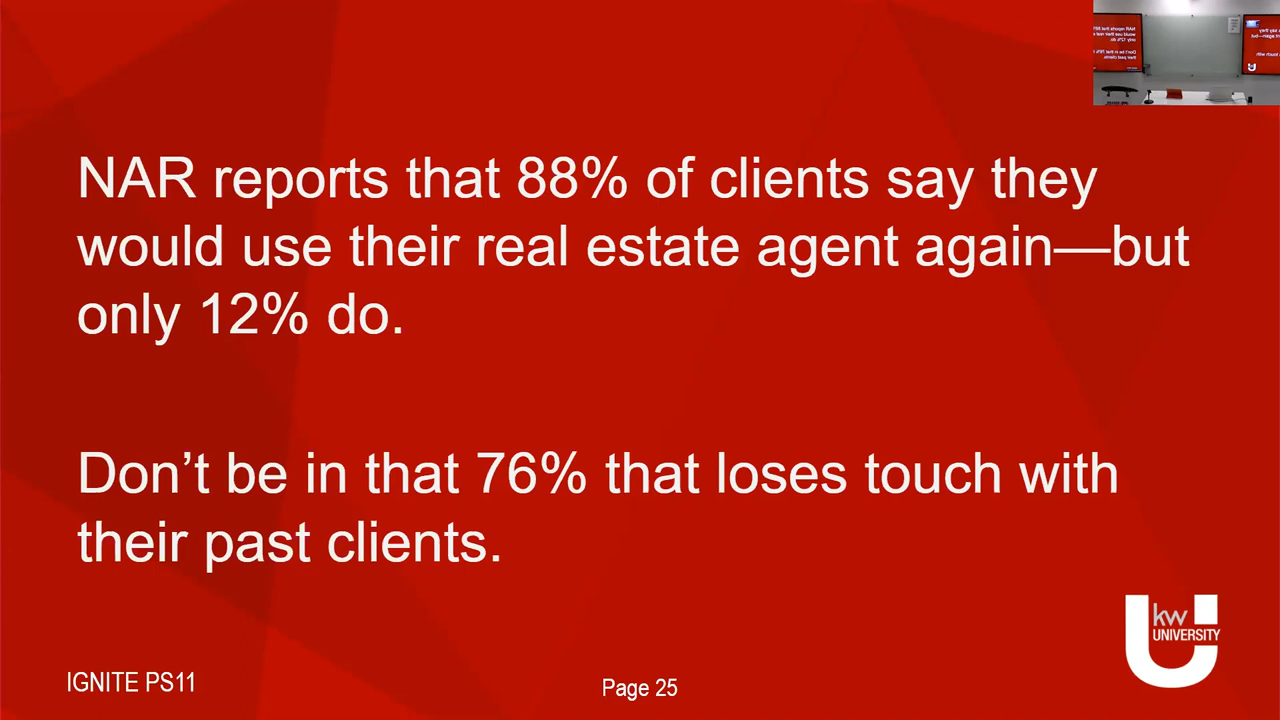 NAR reports that 88% of clients say they
would use their real estate agent again—but
only 12% do.
Don’t be in that 76% that loses touch with
their past clients.
kw
UNIVERSITY
IGNITE PS11
Page 25